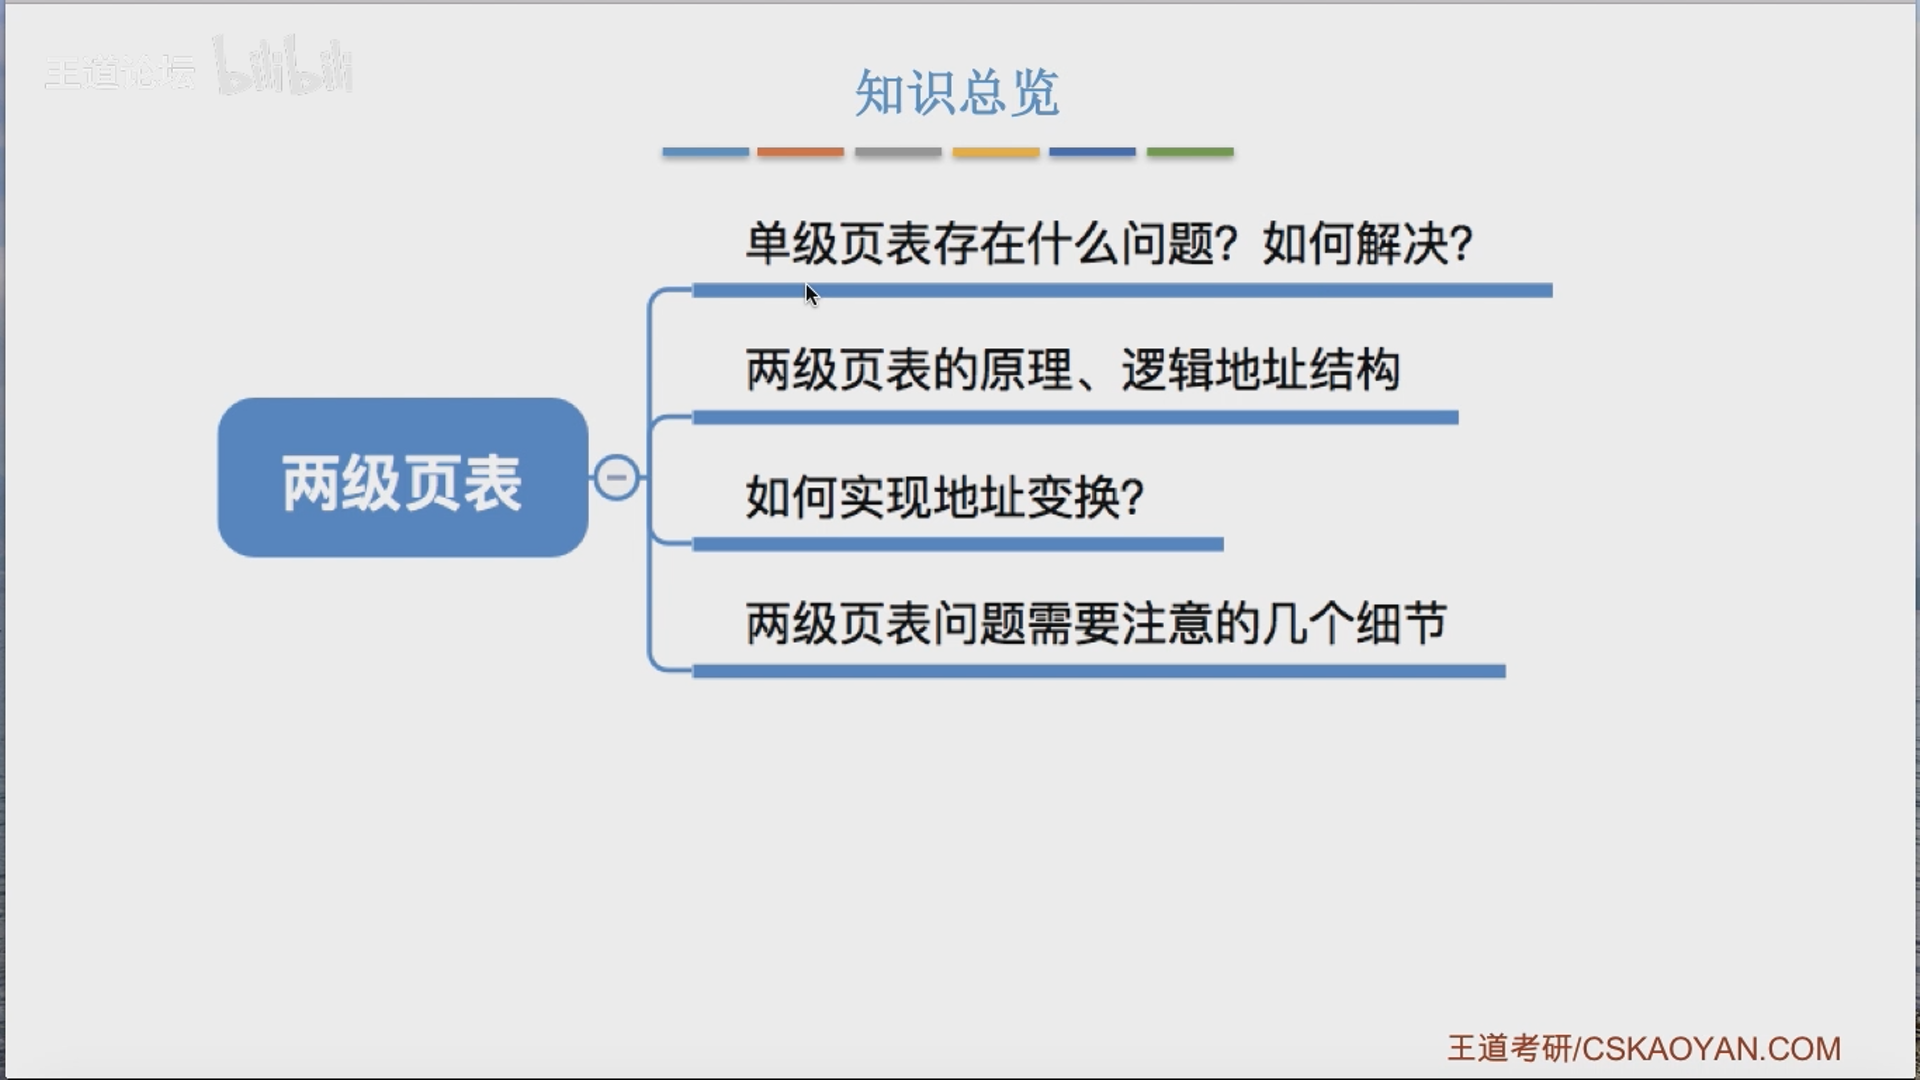 王道论坛 bilibili
知识总览
单级页表存在什么问题？如何解决？
两级页表的原理、逻辑地址结构
两级页表
如何实现地址变换？
两级页表问题需要注意的几个细节
王道考研/CSKAOYAN.COM